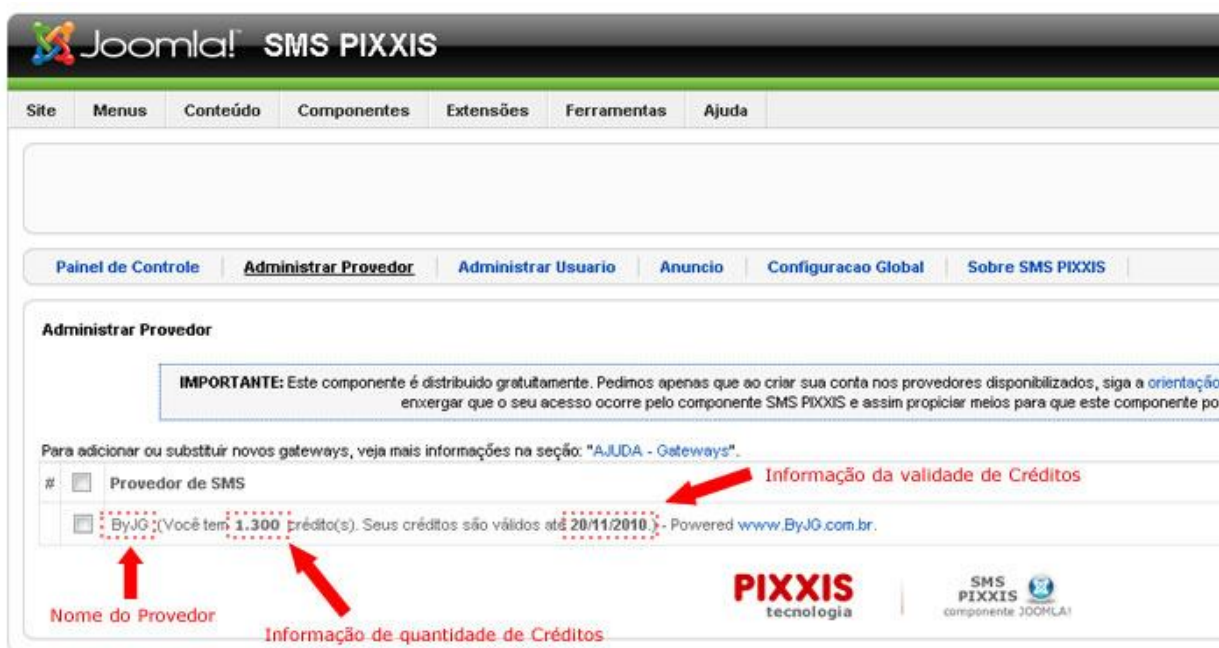 Joomla! SMS PIXXIS
Site Menus Conteúdo Componentes Extensões Ferramentas Ajuda
Painel de Controle Administrar Provedor Administrar Usuario Anuncio Configuracao Global Sobre SMS PIXXIS
Administrar Provedor
IMPORTANTE: Este componente é distribuido gratuitamente. Pedimos apenas que ao criar sua conta nos provedores disponibilizados, siga a orientação
enxergar que o seu acesso ocorre pelo componente SMS PIXXIS e assim propiciar meios para que este componente po
Para adicionar ou substituir novos gateways, veja mais informações na seção: "AJUDA - Gateways".
Informação da validade de Créditos
# Provedor de SMS
ByJG (Você tem 1.300 crédito(s). Seus créditos são válidos até 20/11/2010.) - Powered www.ByJG.com.br.
Nome do Provedor
Informação de quantidade de Créditos
PIXXIS
tecnologia
SMS
PIXXIS
componente JOOMLA!